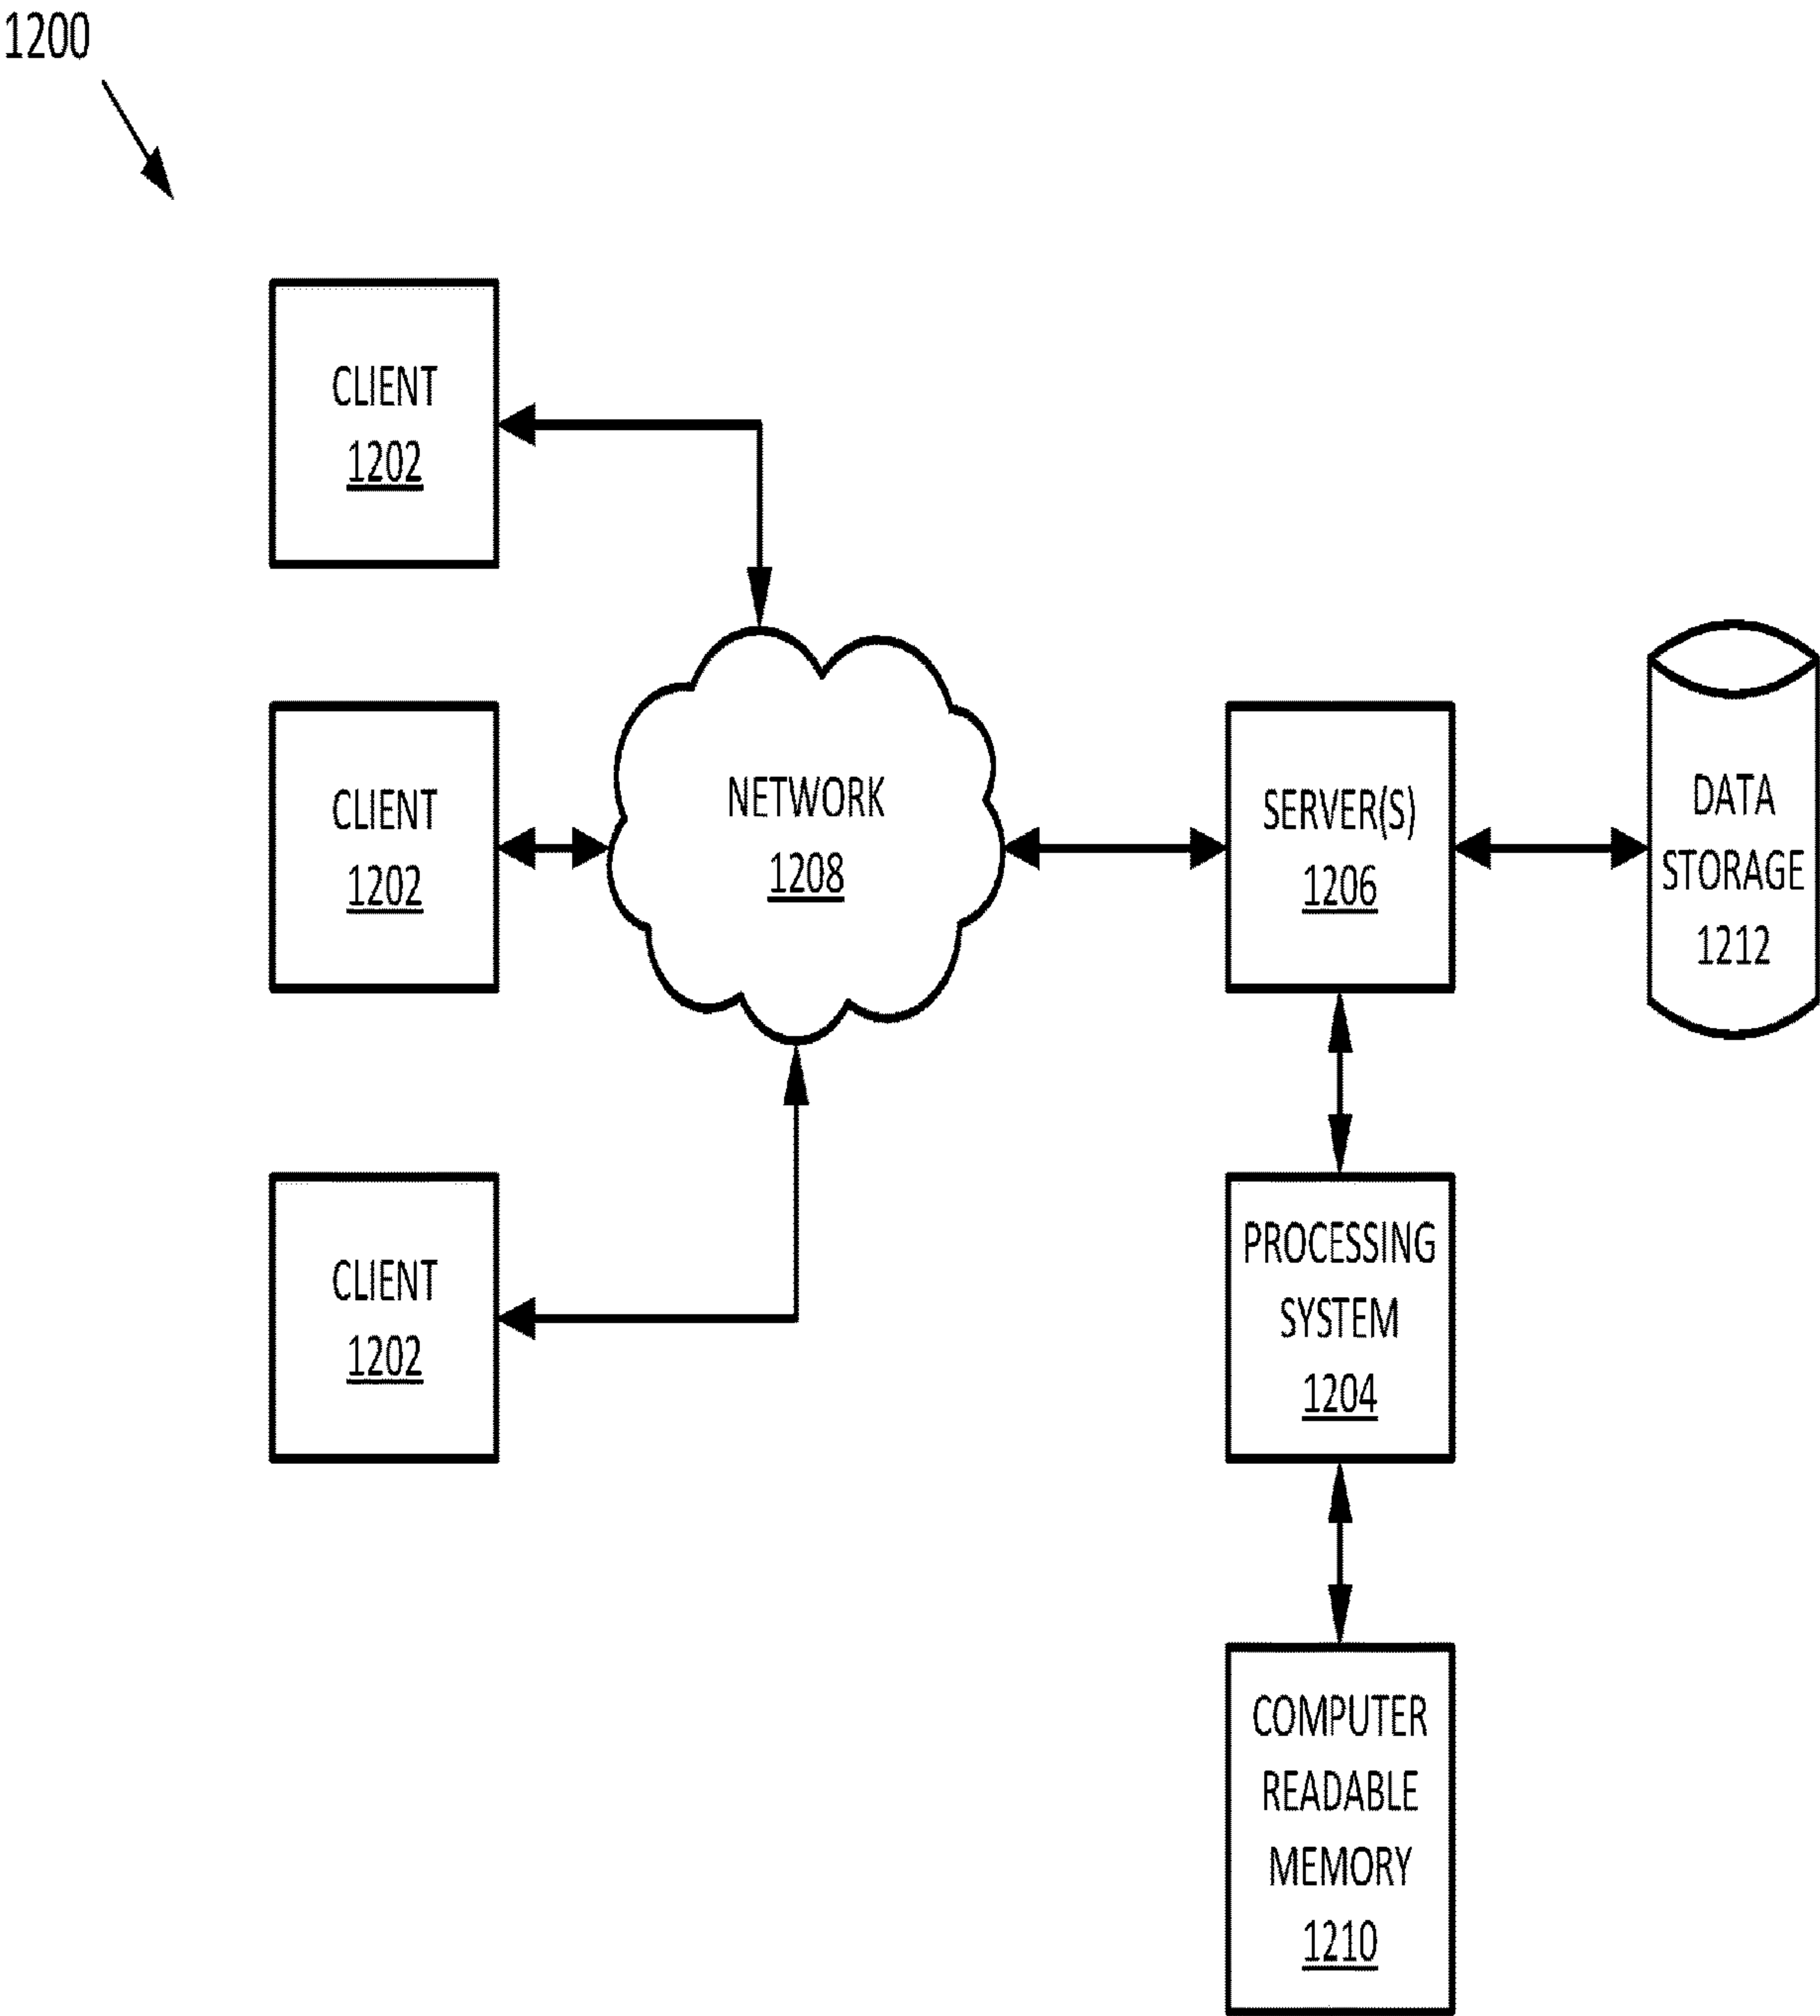 1200
CLIENT
1202
CLIENT
1202
NETWORK
1208
SERVER(S)
1206
DATA
STORAGE
1212
CLIENT
1202
PROCESSING
SYSTEM
1204
COMPUTER
READABLE
MEMORY
1210